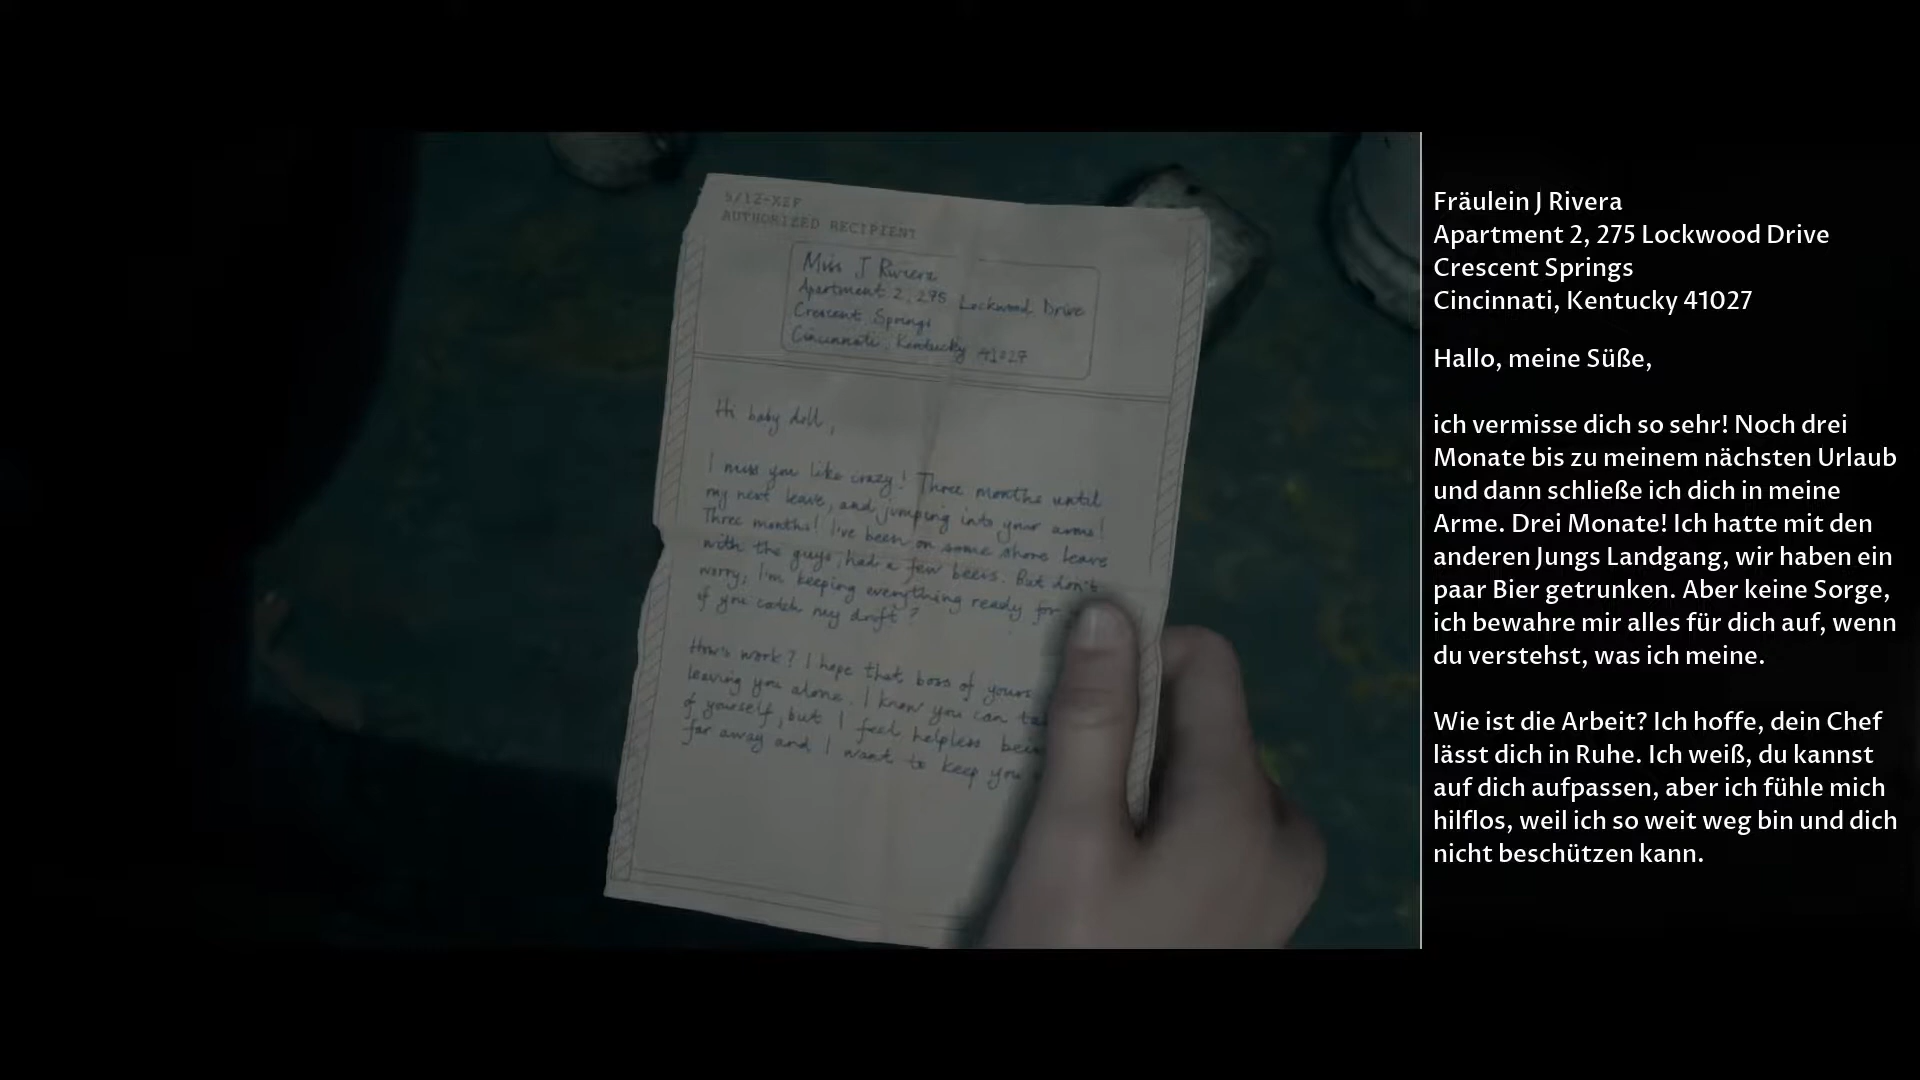 5/12-XZF
AUTHORIZED RECIPIENT
Miss J Riviera
Apartment 2, 275 Lockwood Drive
Crescent Springs
Cincinnati, Kentucky 41027
Hi baby doll,
I miss you like crazy! Three months until
my next leave, and jumping into your arms!
Three months! I've been on some shore leave
with the guys, had a few beers. But don't
worry, I'm keeping everything ready for
if you catch my drift?
How's work? I hope that boss of yours
leaving you alone. I know you can
of yourself, but I feel helpless
far away and I want to keep you
Fräulein J Rivera
Apartment 2, 275 Lockwood Drive
Crescent Springs
Cincinnati, Kentucky 41027
Hallo, meine Süße,
ich vermisse dich so sehr! Noch drei
Monate bis zu meinem nächsten Urlaub
und dann schließe ich dich in meine
Arme. Drei Monate! Ich hatte mit den
anderen Jungs Landgang, wir haben ein
paar Bier getrunken. Aber keine Sorge,
ich bewahre mir alles für dich auf, wenn
du verstehst, was ich meine.
Wie ist die Arbeit? Ich hoffe, dein Chef
lässt dich in Ruhe. Ich weiß, du kannst
auf dich aufpassen, aber ich fühle mich
hilflos, weil ich so weit weg bin und dich
nicht beschützen kann.